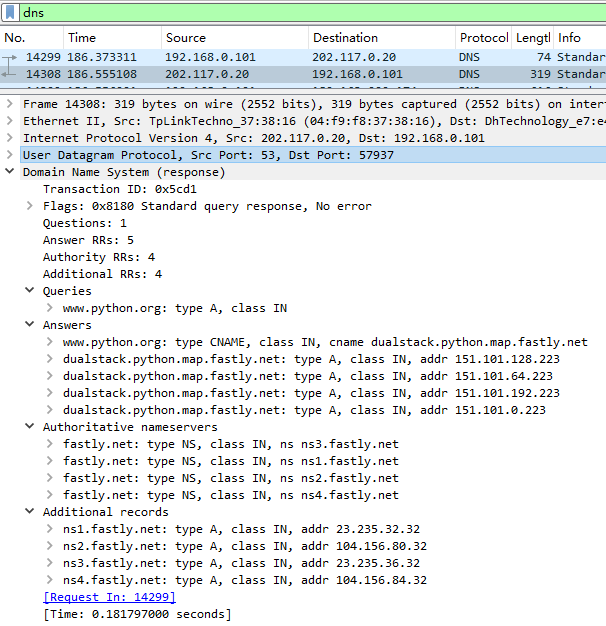 dns
No. Time Source Destination Protocol Lengtl Info
14299 186.373311 192.168.0.101 202.117.0.20 DNS 74 Standar
14308 186.555108 202.117.0.20 192.168.0.101 DNS 319 Standar
Frame 14308: 319 bytes on wire (2552 bits), 319 bytes captured (2552 bits) on inter
Ethernet II, Src: TpLinkTechno_37:38:16 (04:f9:f8:37:38:16), Dst: DhTechnology_e7:e4
Internet Protocol Version 4, Src: 202.117.0.20, Dst: 192.168.0.101
User Datagram Protocol, Src Port: 53, Dst Port: 57937
Domain Name System (response)
Transaction ID: 0x5cd1
Flags: 0x8180 Standard query response, No error
Questions: 1
Answer RRs: 5
Authority RRs: 4
Additional RRs: 4
Queries
www.python.org: type A, class IN
Answers
www.python.org: type CNAME, class IN, cname dualstack.python.map.fastly.net
dualstack.python.map.fastly.net: type A, class IN, addr 151.101.128.223
dualstack.python.map.fastly.net: type A, class IN, addr 151.101.64.223
dualstack.python.map.fastly.net: type A, class IN, addr 151.101.192.223
dualstack.python.map.fastly.net: type A, class IN, addr 151.101.0.223
Authoritative nameservers
fastly.net: type NS, class IN, ns ns3.fastly.net
fastly.net: type NS, class IN, ns ns1.fastly.net
fastly.net: type NS, class IN, ns ns2.fastly.net
fastly.net: type NS, class IN, ns ns4.fastly.net
Additional records
ns1.fastly.net: type A, class IN, addr 23.235.32.32
ns2.fastly.net: type A, class IN, addr 104.156.80.32
ns3.fastly.net: type A, class IN, addr 23.235.36.32
ns4.fastly.net: type A, class IN, addr 104.156.84.32
[Request In: 14299]
[Time: 0.181797000 seconds]